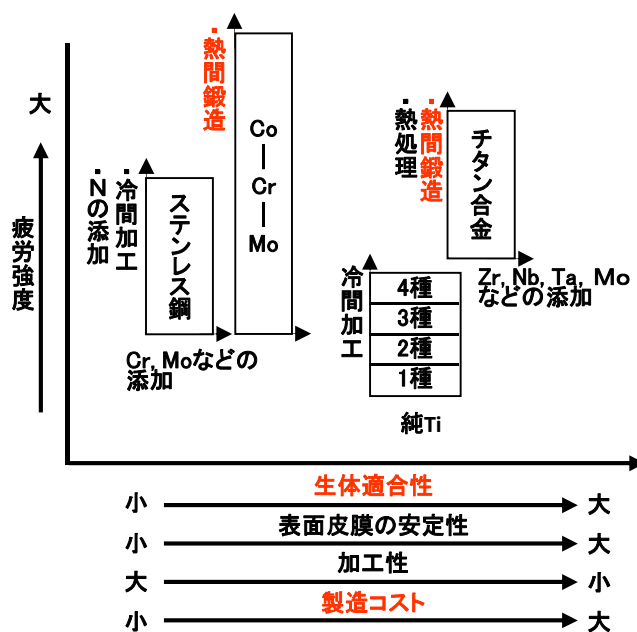 大
疲労強度
・Nの添加
・冷間加工
ステンレス鋼
Cr, Moなどの
添加
・熱間鍛造
Co
Cr
Mo
冷間加工
4種
3種
2種
1種
純Ti
・熱処理
・熱間鍛造
チタン合金
Zr, Nb, Ta, Mo
などの添加
生体適合性
小 大
表面皮膜の安定性
小 大
加工性
大 小
製造コスト
小 大